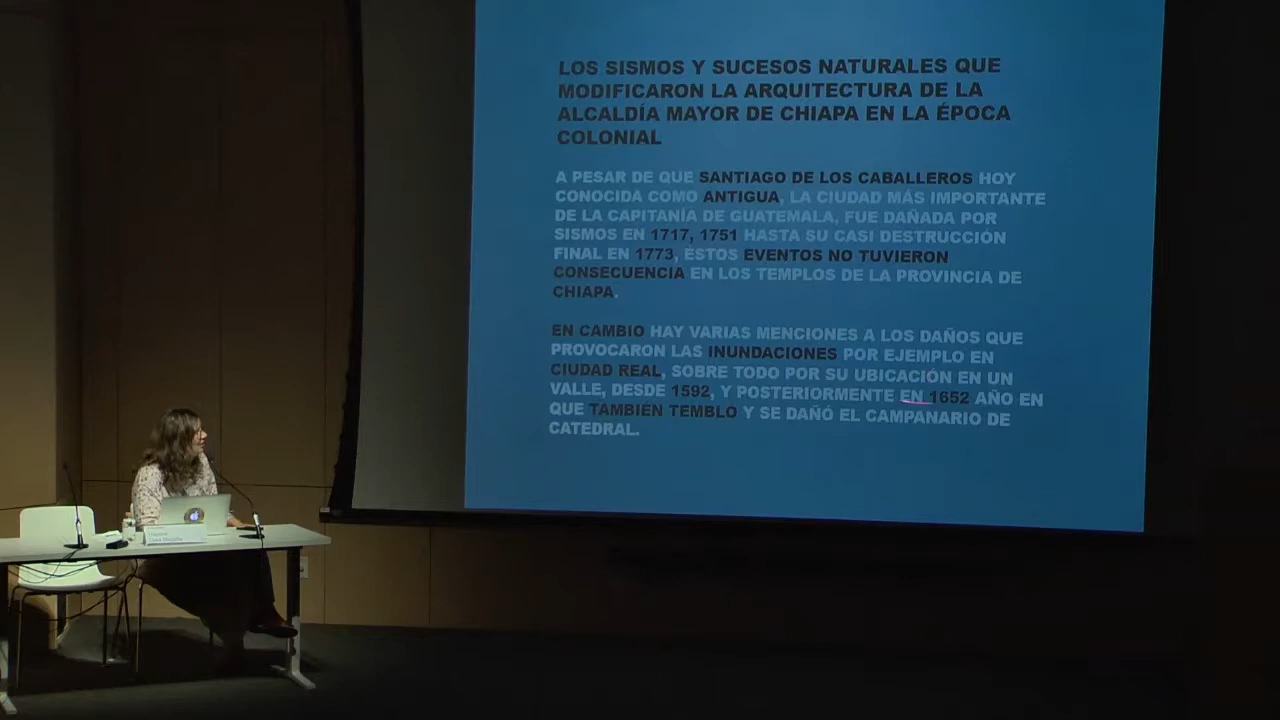 LOS SISMOS Y SUCESOS NATURALES QUE
MODIFICARON LA ARQUITECTURA DE LA
ALCALDÍA MAYOR DE CHIAPA EN LA ÉPOCA
COLONIAL
A PESAR DE QUE SANTIAGO DE LOS CABALLEROS HOY
CONOCIDA COMO ANTIGUA, LA CIUDAD MÁS IMPORTANTE
DE LA CAPITANÍA DE GUATEMALA, FUE DAÑADA POR
SISMOS EN 1717, 1751 HASTA SU CASI DESTRUCCIÓN
FINAL EN 1773, ÉSTOS EVENTOS NO TUVIERON
CONSECUENCIA EN LOS TEMPLOS DE LA PROVINCIA DE
CHIAPA.
EN CAMBIO HAY VARIAS MENCIONES A LOS DAÑOS QUE
PROVOCARON LAS INUNDACIONES POR EJEMPLO EN
CIUDAD REAL, SOBRE TODO POR SU UBICACIÓN EN UN
VALLE, DESDE 1592, Y POSTERIORMENTE EN 1652 AÑO EN
QUE TAMBIÉN TEMBLO Y SE DAÑÓ EL CAMPANARIO DE
CATEDRAL.